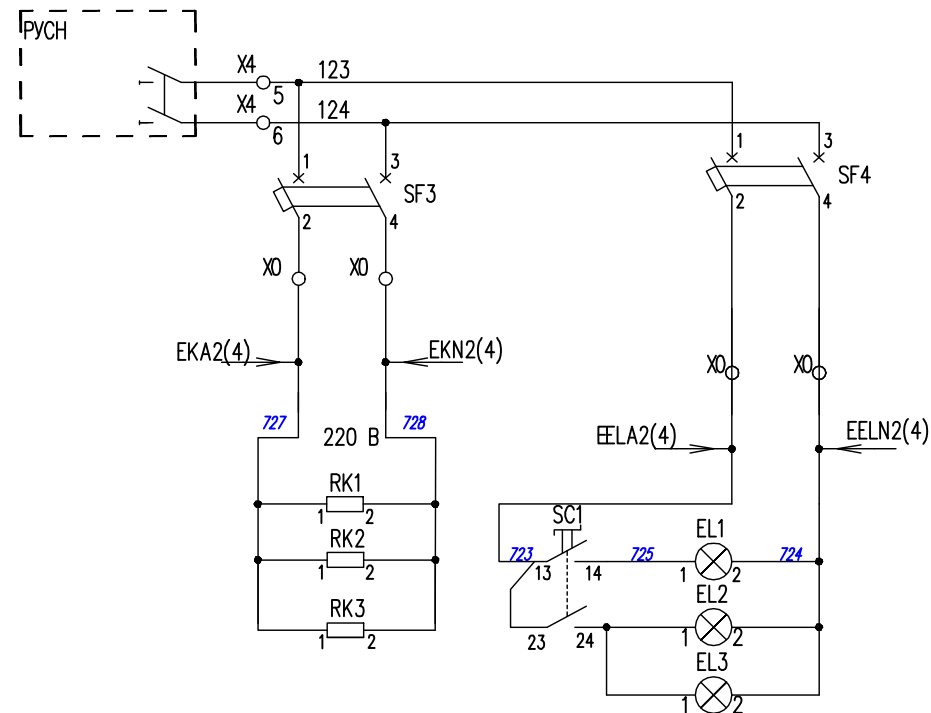 РУСН
X4 123
5
X4 124
6
1 3
SF3
2 4
1 3
SF4
2 4
X0 X0
EKA2(4) EKN2(4)
X0 X0
727 728
220 В
EELA2(4) EELN2(4)
RK1
1 2
RK2
1 2
RK3
1 2
SC1
EL1
723 13 14 725 1 2 724
EL2
23 24 1 2
EL3
1 2